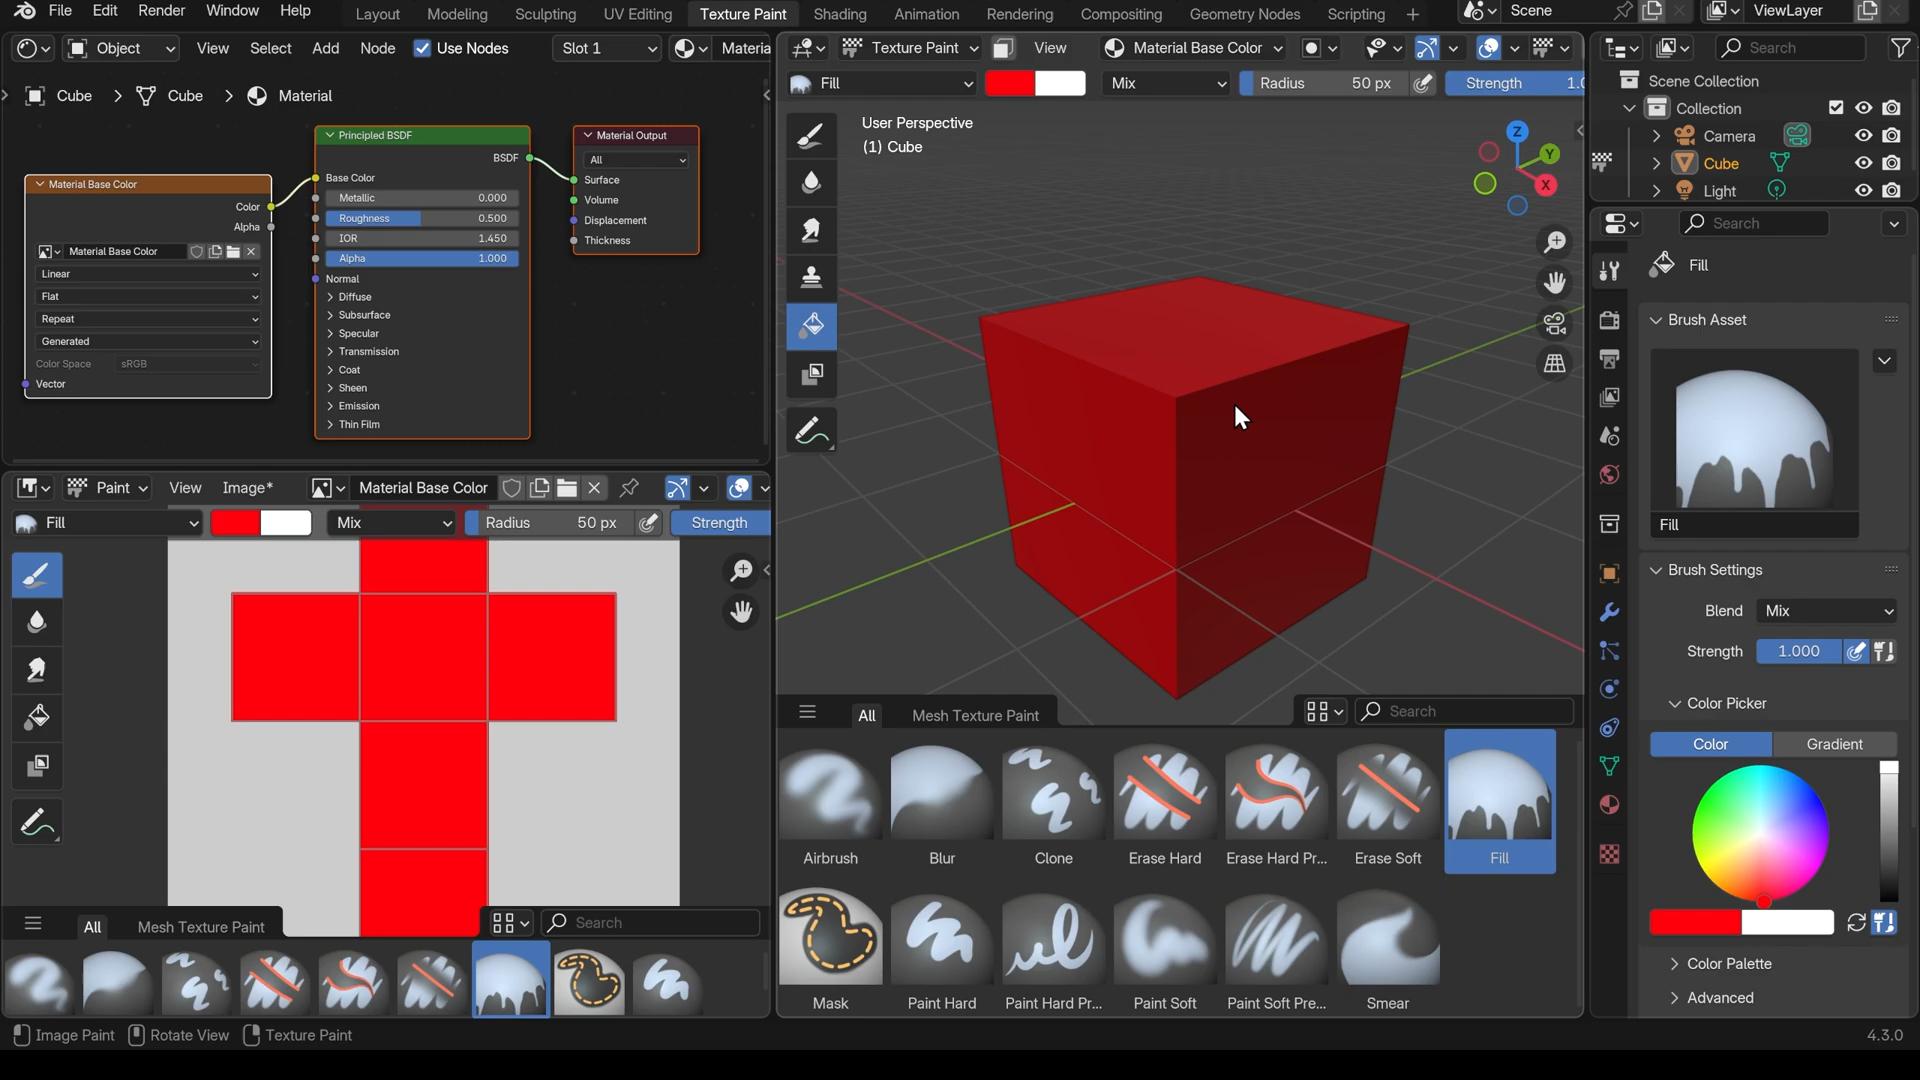 File Edit Render Window Help Layout Modeling Sculpting UV Editing Texture Paint Shading Animation Rendering Compositing Geometry Nodes Scripting + Scene ViewLayer
Object View Select Add Node Use Nodes Slot 1 Materia
Cube > Cube > Material
Principled BSDF
BSDF
Base Color
Metallic 0.000
Roughness 0.500
IOR 1.450
Alpha 1.000
Normal
Diffuse
Subsurface
Specular
Transmission
Coat
Sheen
Emission
Thin Film
Material Output
All
Surface
Volume
Displacement
Thickness
Material Base Color
Color
Alpha
Material Base Color
Linear
Flat
Repeat
Generated
Color Space sRGB
Vector
Paint View Image* Material Base Color
Fill Mix Radius 50 px Strength
All Mesh Texture Paint Search
Texture Paint View Material Base Color
Fill Mix Radius 50 px Strength 1.0
User Perspective
(1) Cube
Z
Y
X
All Mesh Texture Paint Search
Airbrush Blur Clone Erase Hard Erase Hard Pr... Erase Soft Fill
Mask Paint Hard Paint Hard Pr... Paint Soft Paint Soft Pre... Smear
Search
Scene Collection
Collection
Camera
Cube
Light
Search
Fill
Brush Asset
Fill
Brush Settings
Blend Mix
Strength 1.000
Color Picker
Color Gradient
Color Palette
Advanced
Image Paint Rotate View Texture Paint 4.3.0